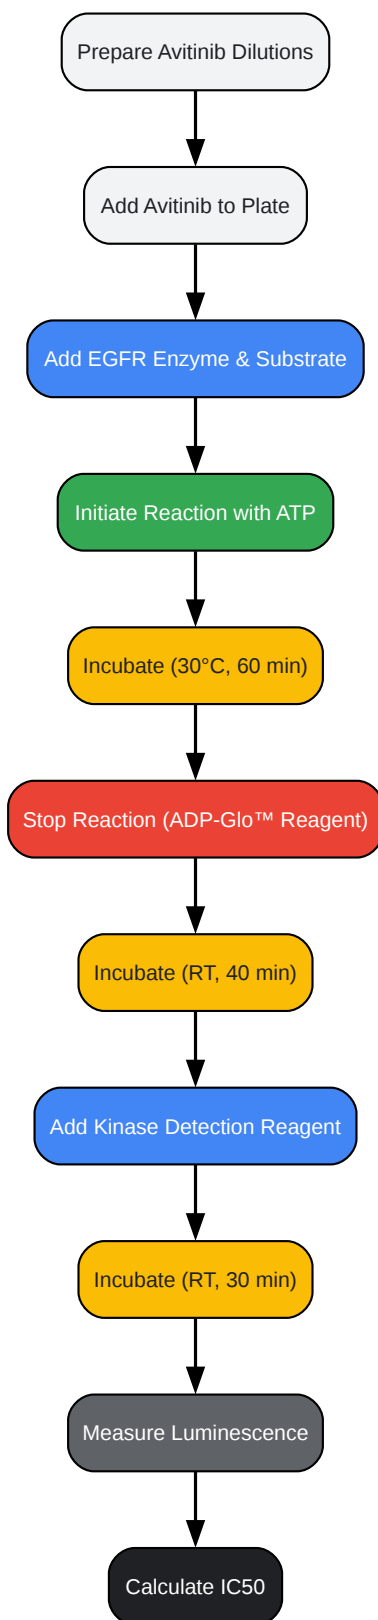 Prepare Avitinib Dilutions
Add Avitinib to Plate
Add EGFR Enzyme & Substrate
Initiate Reaction with ATP
Incubate (30°C, 60 min)
Stop Reaction (ADP-Glo™ Reagent)
Incubate (RT, 40 min)
Add Kinase Detection Reagent
Incubate (RT, 30 min)
Measure Luminescence
Calculate IC50